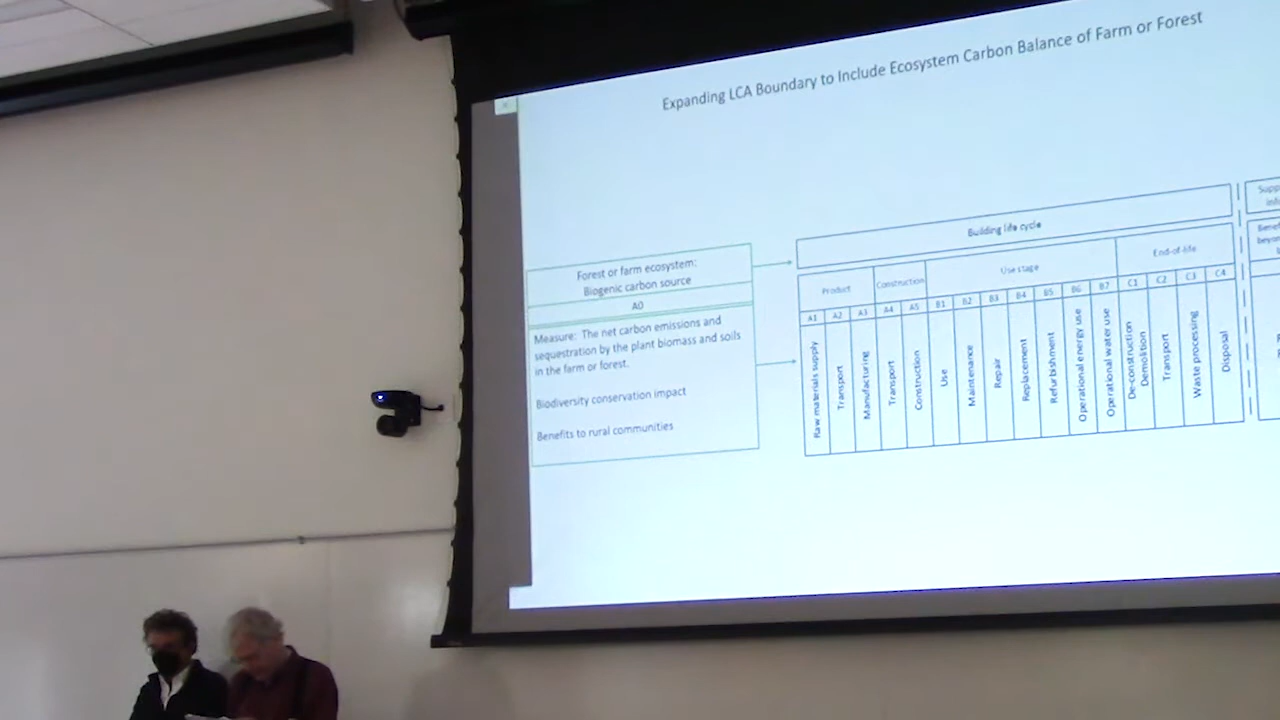 Expanding LCA Boundary to Include Ecosystem Carbon Balance of Farm or Forest
Forest or farm ecosystem:
Biogenic carbon source
A0
Measure: The net carbon emissions and
sequestration by the plant biomass and soils
in the farm or forest.
Biodiversity conservation impact
Benefits to rural communities
Building life cycle
Product
Construction
Use stage
End-of-life
A1 A2 A3 A4 A5 B1 B2 B3 B4 B5 B6 B7 C1 C2 C3 C4
Raw materials supply
Transport
Manufacturing
Transport
Construction
Use
Maintenance
Repair
Replacement
Refurbishment
Operational energy use
Operational water use
De-construction
Demolition
Transport
Waste processing
Disposal